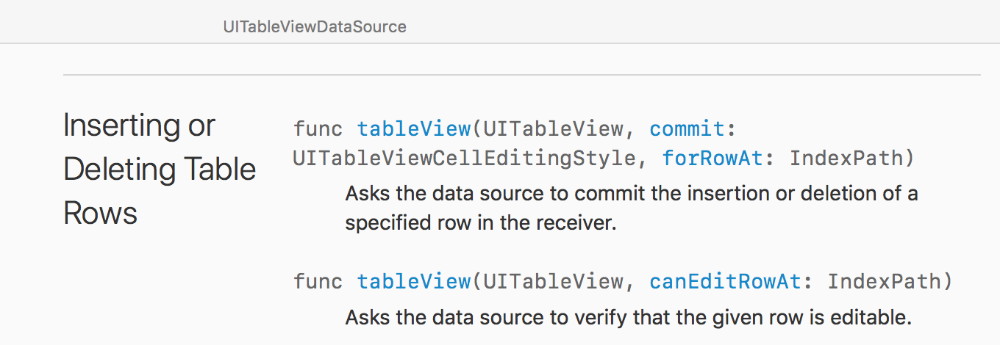 UITableViewDataSource
Inserting or
Deleting Table
Rows
func tableView(UITableView, commit:
UITableViewCellEditingStyle, forRowAt: IndexPath)
Asks the data source to commit the insertion or deletion of a
specified row in the receiver.
func tableView(UITableView, canEditRowAt: IndexPath)
Asks the data source to verify that the given row is editable.